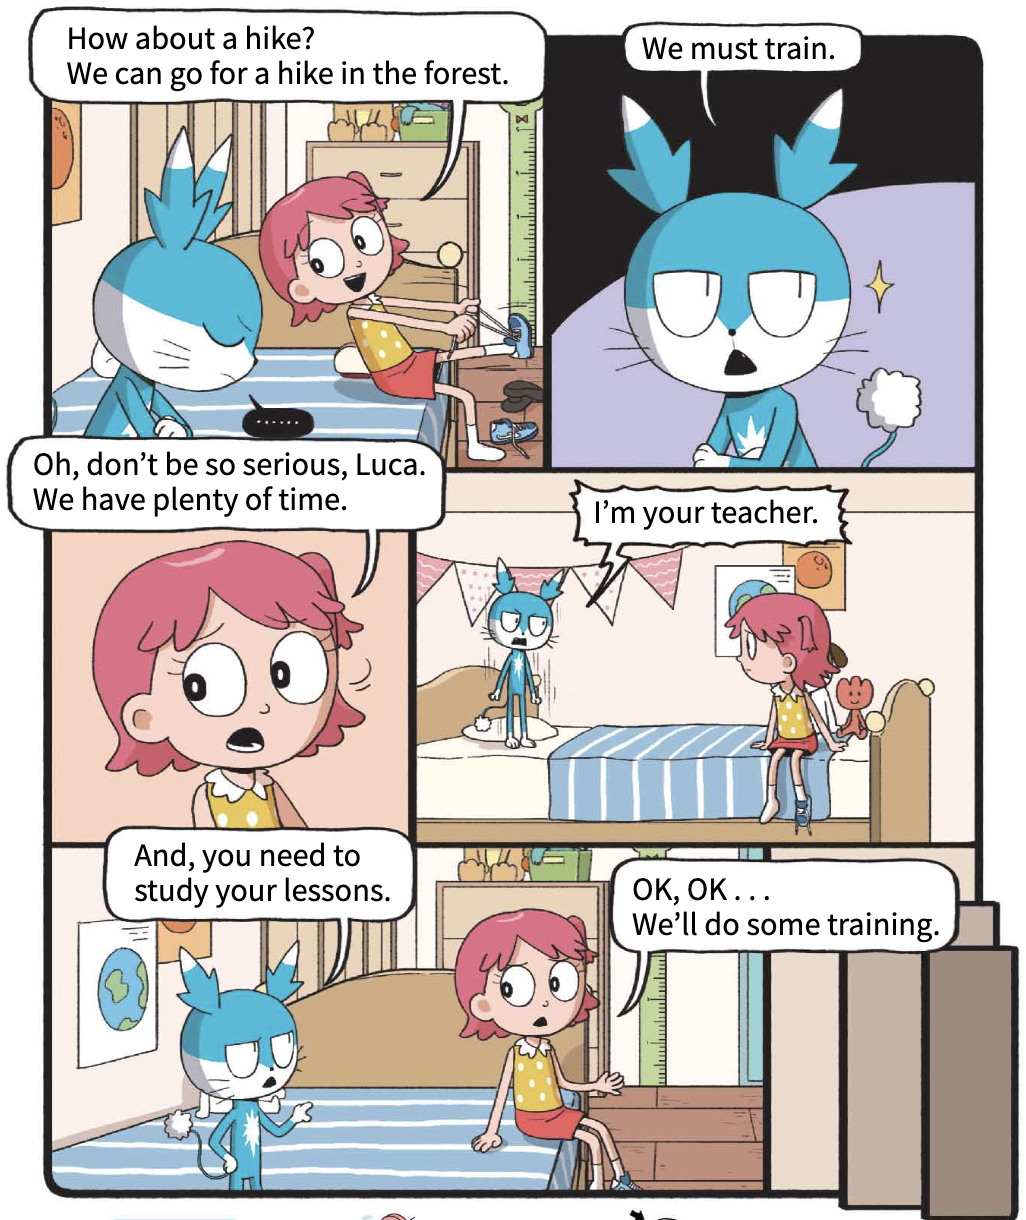 How about a hike?
We can go for a hike in the forest.
We must train.
......
Oh, don't be so serious, Luca.
We have plenty of time.
I'm your teacher.
And, you need to
study your lessons.
OK, OK . . .
We'll do some training.